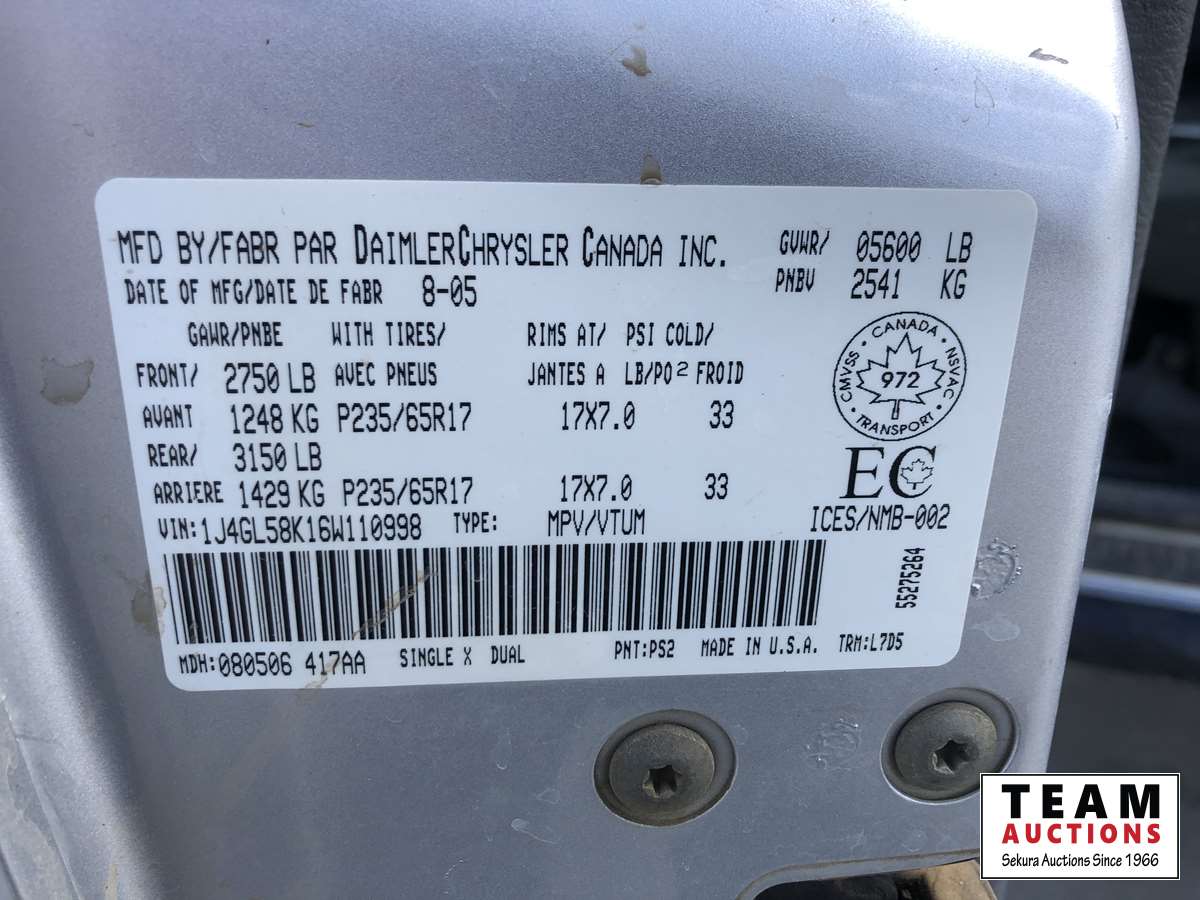 MFD BY/FABR PAR DAIMLERCHRYSLER CANADA INC. GVWR/ 05600 LB
DATE OF MFG/DATE DE FABR 8-05 PNBV 2541 KG
GAWR/PNBE WITH TIRES/ RIMS AT/ PSI COLD/
FRONT/ 2750 LB AVEC PNEUS JANTES A LB/PO2 FROID
AVANT 1248 KG P235/65R17 17X7.0 33
REAR/ 3150 LB
ARRIERE 1429 KG P235/65R17 17X7.0 33
VIN:1J4GL58K16W110998 TYPE: MPV/VTUM ICES/NMB-002
CANADA
CMVSS 972 NSVAC
TRANSPORT
EC
55275264
MDH:080506 417AA SINGLE X DUAL PNT:PS2 MADE IN U.S.A. TRM:L7D5
TEAM
AUCTIONS
Sekura Auctions Since 1966